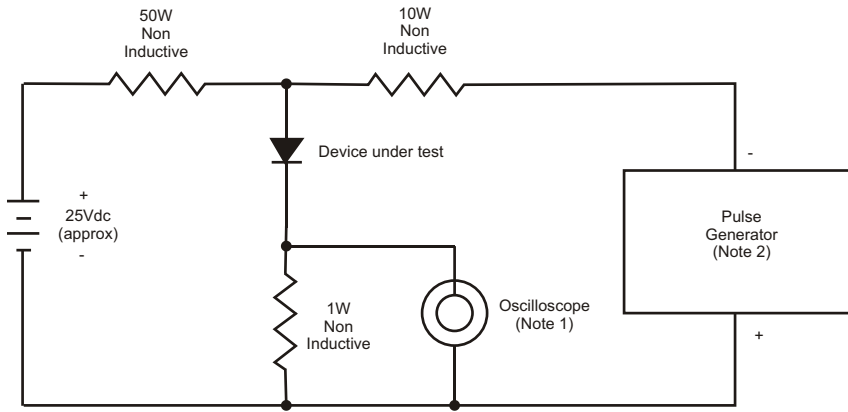 50W
Non
Inductive
10W
Non
Inductive
Device under test
+
25Vdc
(approx)
-
1W
Non
Inductive
Oscilloscope
(Note 1)
-
Pulse
Generator
(Note 2)
+